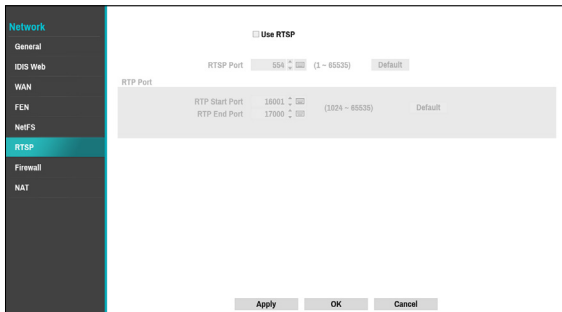 Network
General
IDIS Web
WAN
FEN
NetFS
RTSP
Firewall
NAT
Use RTSP
RTSP Port 554 (1 ~ 65535) Default
RTP Port
RTP Start Port 16001
(1024 ~ 65535) Default
RTP End Port 17000
Apply OK Cancel